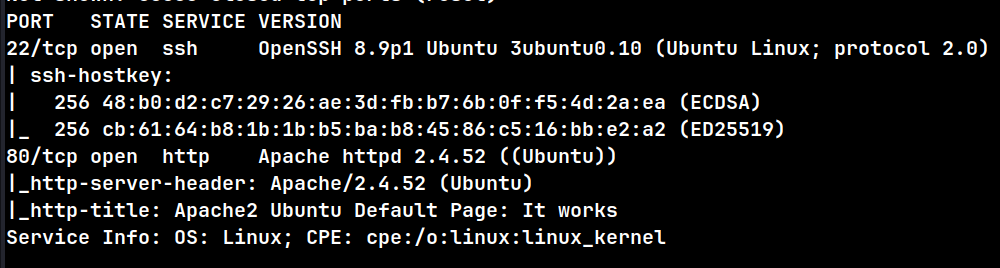 PORT   STATE SERVICE VERSION
22/tcp open  ssh     OpenSSH 8.9p1 Ubuntu 3ubuntu0.10 (Ubuntu Linux; protocol 2.0)
| ssh-hostkey:
|   256 48:b0:d2:c7:29:26:ae:3d:fb:b7:6b:0f:f5:4d:2a:ea (ECDSA)
|_  256 cb:61:64:b8:1b:1b:b5:ba:b8:45:86:c5:16:bb:e2:a2 (ED25519)
80/tcp open  http    Apache httpd 2.4.52 ((Ubuntu))
|_http-server-header: Apache/2.4.52 (Ubuntu)
|_http-title: Apache2 Ubuntu Default Page: It works
Service Info: OS: Linux; CPE: cpe:/o:linux:linux_kernel